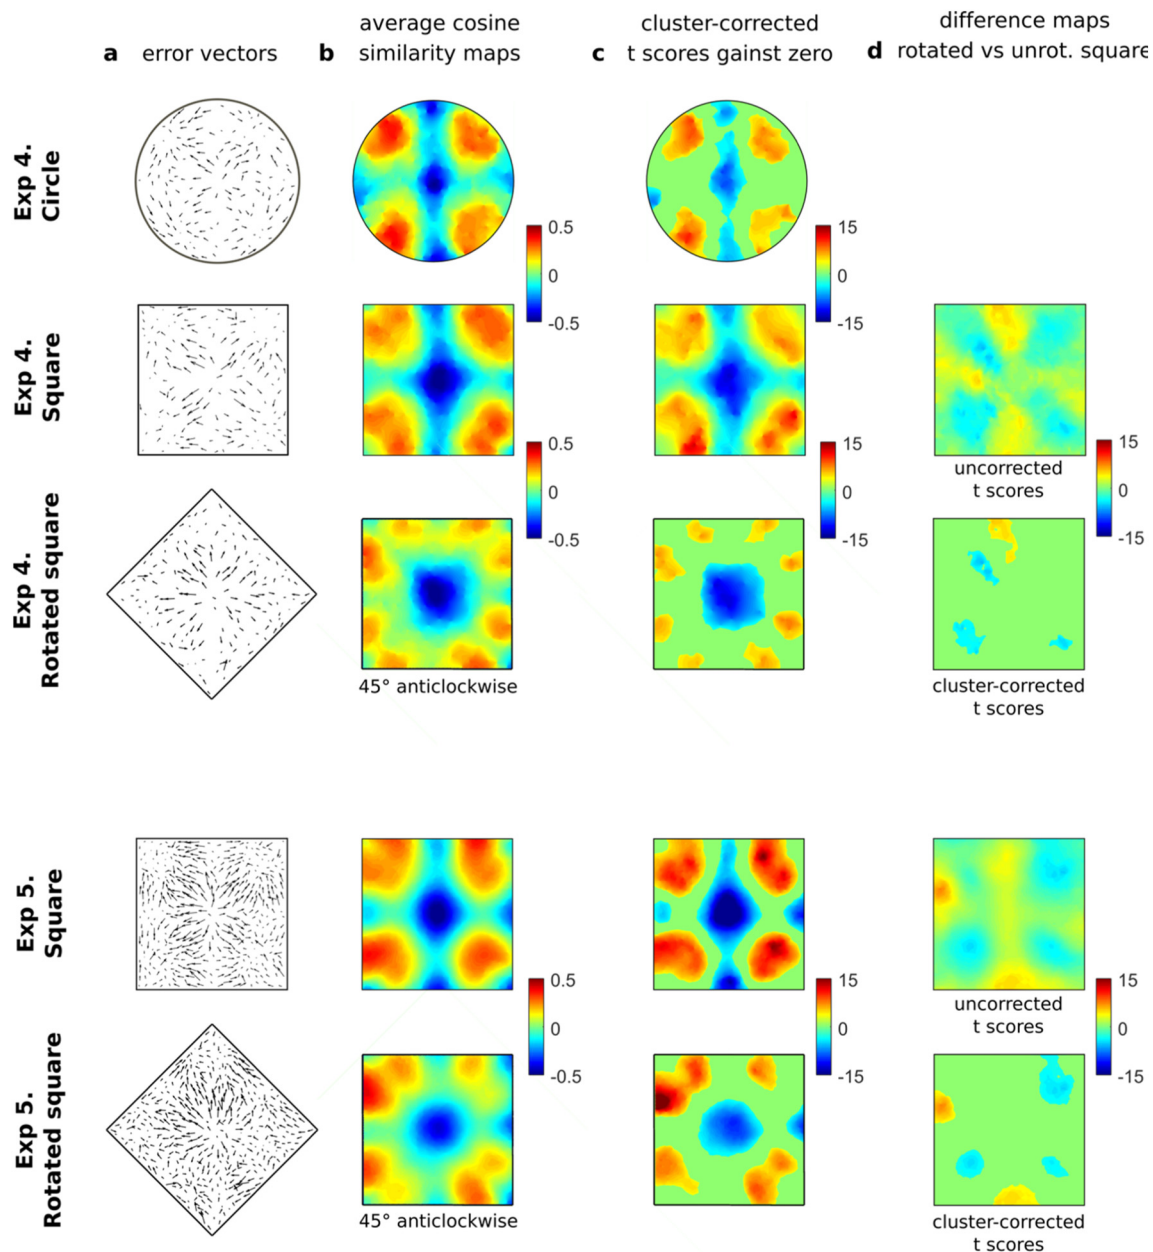 a error vectors
b average cosine
similarity maps
c cluster-corrected
t scores gainst zero
d difference maps
rotated vs unrot. square
Exp 4.
Circle
0.5
0
-0.5
15
0
-15
Exp 4.
Square
0.5
0
-0.5
15
0
-15
uncorrected
t scores
15
0
-15
Exp 4.
Rotated square
45° anticlockwise
cluster-corrected
t scores
Exp 5.
Square
0.5
0
-0.5
15
0
-15
uncorrected
t scores
15
0
-15
Exp 5.
Rotated square
45° anticlockwise
cluster-corrected
t scores